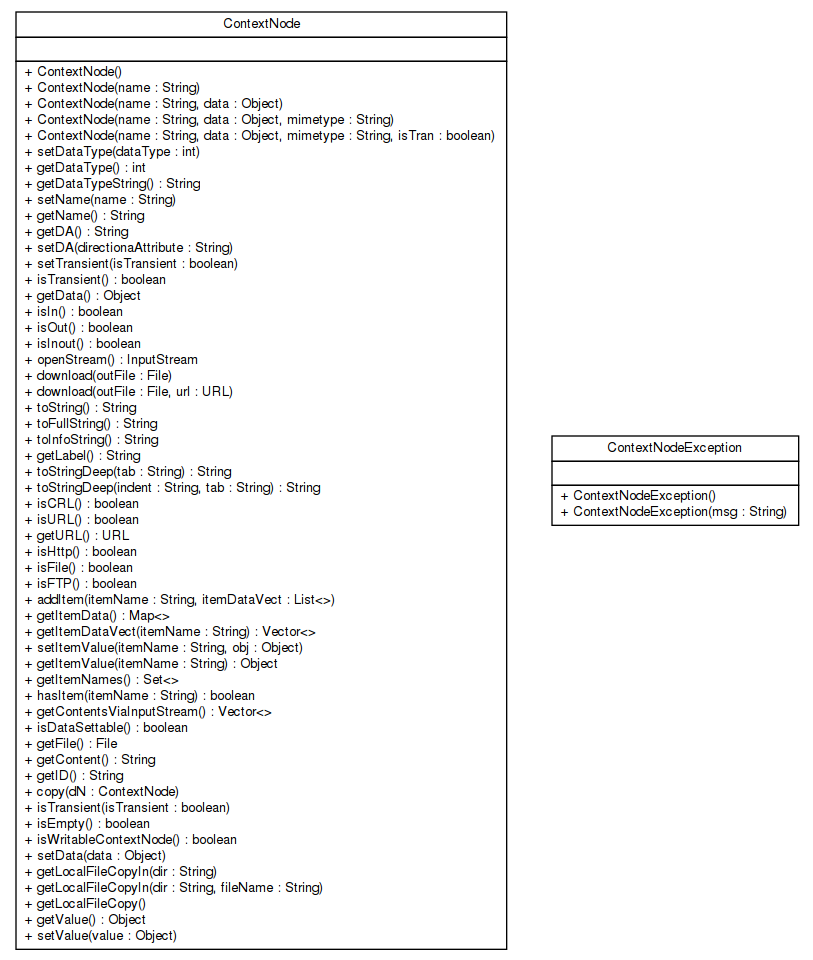 ContextNode
+ ContextNode()
+ ContextNode(name : String)
+ ContextNode(name : String, data : Object)
+ ContextNode(name : String, data : Object, mimetype : String)
+ ContextNode(name : String, data : Object, mimetype : String, isTran : boolean)
+ setDataType(dataType : int)
+ getDataType() : int
+ getDataTypeString() : String
+ setName(name : String)
+ getName() : String
+ getDA() : String
+ setDA(directionaAttribute : String)
+ setTransient(isTransient : boolean)
+ isTransient() : boolean
+ getData() : Object
+ isIn() : boolean
+ isOut() : boolean
+ isInout() : boolean
+ openStream() : InputStream
+ download(outFile : File)
+ download(outFile : File, url : URL)
+ toString() : String
+ toFullString() : String
+ toInfoString() : String
+ getLabel() : String
+ toStringDeep(tab : String) : String
+ toStringDeep(indent : String, tab : String) : String
+ isCRL() : boolean
+ isURL() : boolean
+ getURL() : URL
+ isHttp() : boolean
+ isFile() : boolean
+ isFTP() : boolean
+ addItem(itemName : String, itemDataVect : List<>)
+ getItemData() : Map<>
+ getItemDataVect(itemName : String) : Vector<>
+ setItemValue(itemName : String, obj : Object)
+ getItemValue(itemName : String) : Object
+ getItemNames() : Set<>
+ hasItem(itemName : String) : boolean
+ getContentsViaInputStream() : Vector<>
+ isDataSettable() : boolean
+ getFile() : File
+ getContent() : String
+ getID() : String
+ copy(dN : ContextNode)
+ isTransient(isTransient : boolean)
+ isEmpty() : boolean
+ isWritableContextNode() : boolean
+ setData(data : Object)
+ getLocalFileCopyIn(dir : String)
+ getLocalFileCopyIn(dir : String, fileName : String)
+ getLocalFileCopy()
+ getValue() : Object
+ setValue(value : Object)
ContextNodeException
+ ContextNodeException()
+ ContextNodeException(msg : String)